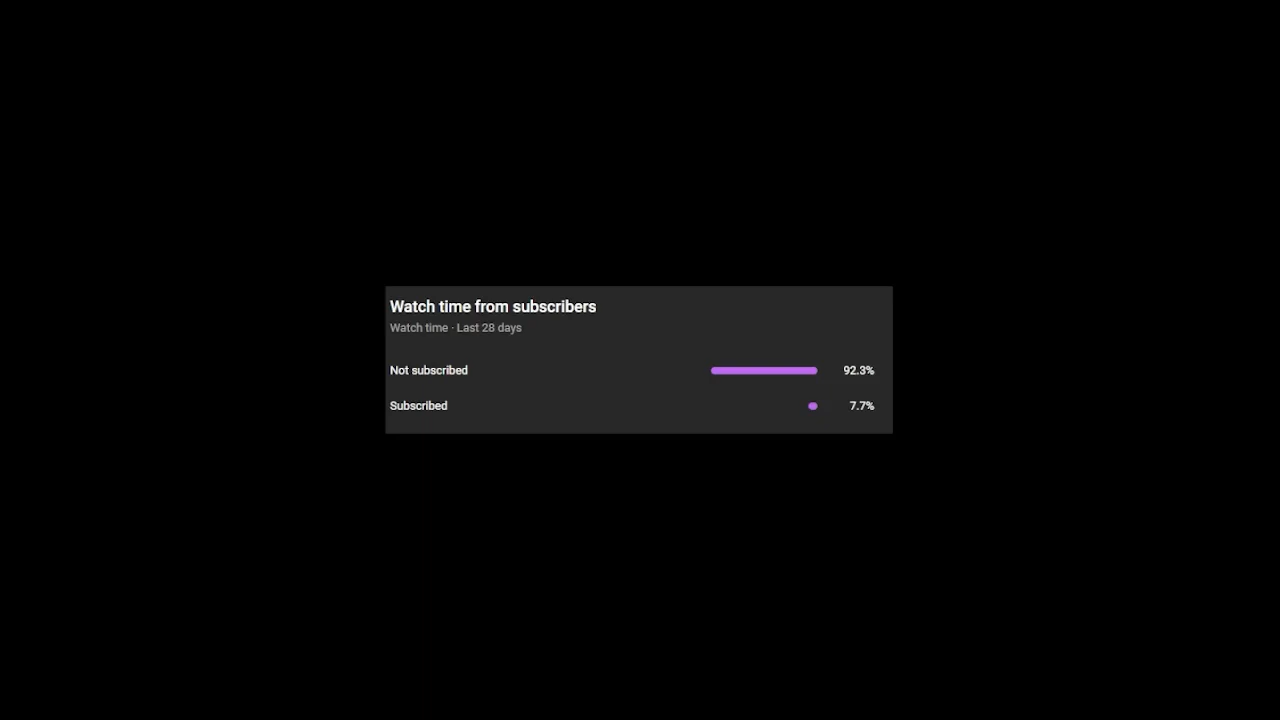 Watch time from subscribers
Watch time · Last 28 days
Not subscribed 92.3%
Subscribed 7.7%